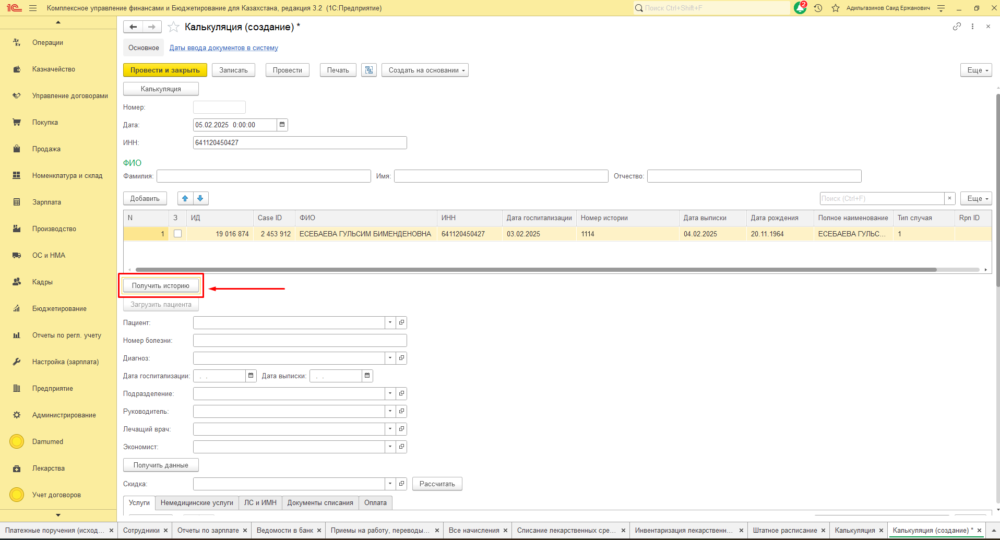 1С Комплексное управление финансами и Бюджетирование для Казахстана, редакция 3.2 (1С:Предприятие) Поиск Ctrl+Shift+F 2 Адильгазинов Саид Ержанович
Операции
Казначейство
Управление договорами
Покупка
Продажа
Номенклатура и склад
Зарплата
Производство
ОС и НМА
Кадры
Бюджетирование
Отчеты по регл. учету
Настройка (зарплата)
Предприятие
Администрирование
Damumed
Лекарства
Учет договоров
Калькуляция (создание) *
Основное Даты ввода документов в систему
Провести и закрыть Записать Провести Печать Создать на основании Еще
Калькуляция
Номер:
Дата: 05.02.2025 0:00:00
ИНН: 641120450427
ФИО
Фамилия: Имя: Отчество:
Добавить Поиск (Ctrl+F) × Еще
N З ИД Case ID ФИО ИНН Дата госпитализации Номер истории Дата выписки Дата рождения Полное наименование Тип случая Rpn ID
1 19 016 874 2 453 912 ЕСЕБАЕВА ГУЛЬСИМ БИМЕНДЕНОВНА 641120450427 03.02.2025 1114 04.02.2025 20.11.1964 ЕСЕБАЕВА ГУЛЬС... 1
Получить историю
Загрузить пациента
Пациент:
Номер болезни:
Диагноз:
Дата госпитализации: . . Дата выписки: . .
Подразделение:
Руководитель:
Лечащий врач:
Экономист:
Получить данные
Скидка: Рассчитать
Услуги Немедицинские услуги ЛС и ИМН Документы списания Оплата
Платежные поручения (исход... × Сотрудники × Отчеты по зарплате × Ведомости в банк × Приемы на работу, переводы... × Все начисления × Списание лекарственных сре... × Инвентаризация лекарственн... × Штатное расписание × Калькуляция × Калькуляция (создание) * ×